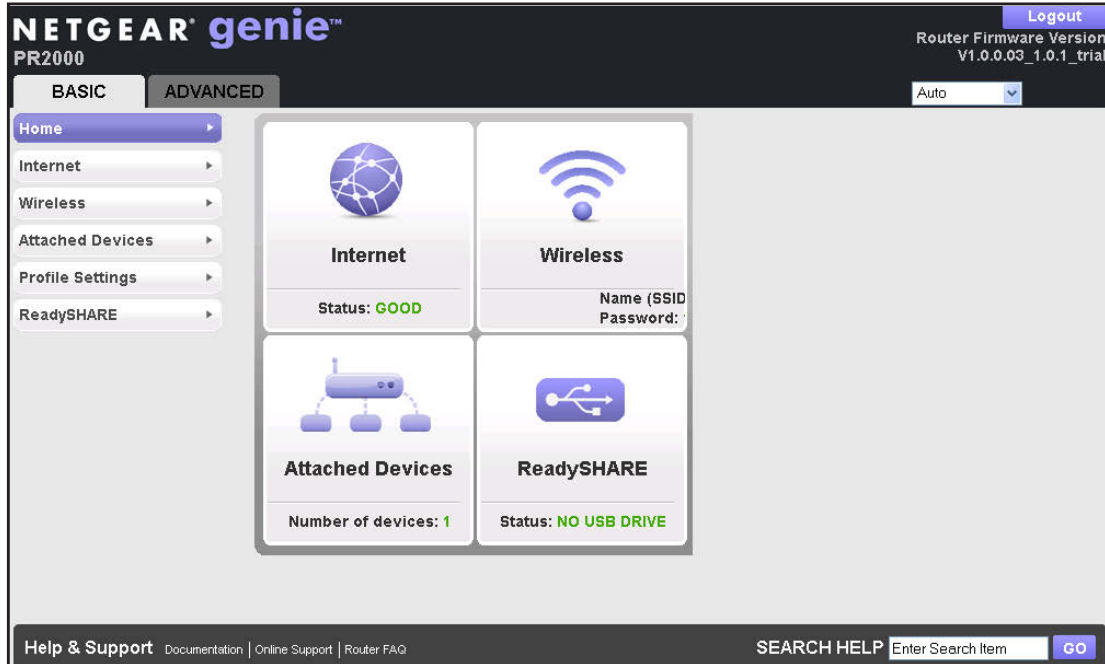 NETGEAR® genie™
PR2000
Logout
Router Firmware Version
V1.0.0.03_1.0.1_trial
BASIC
ADVANCED
Auto
Home
Internet
Wireless
Attached Devices
Profile Settings
ReadySHARE
Internet
Status: GOOD
Wireless
Name (SSID
Password:
Attached Devices
Number of devices: 1
ReadySHARE
Status: NO USB DRIVE
Help & Support Documentation | Online Support | Router FAQ
SEARCH HELP Enter Search Item GO